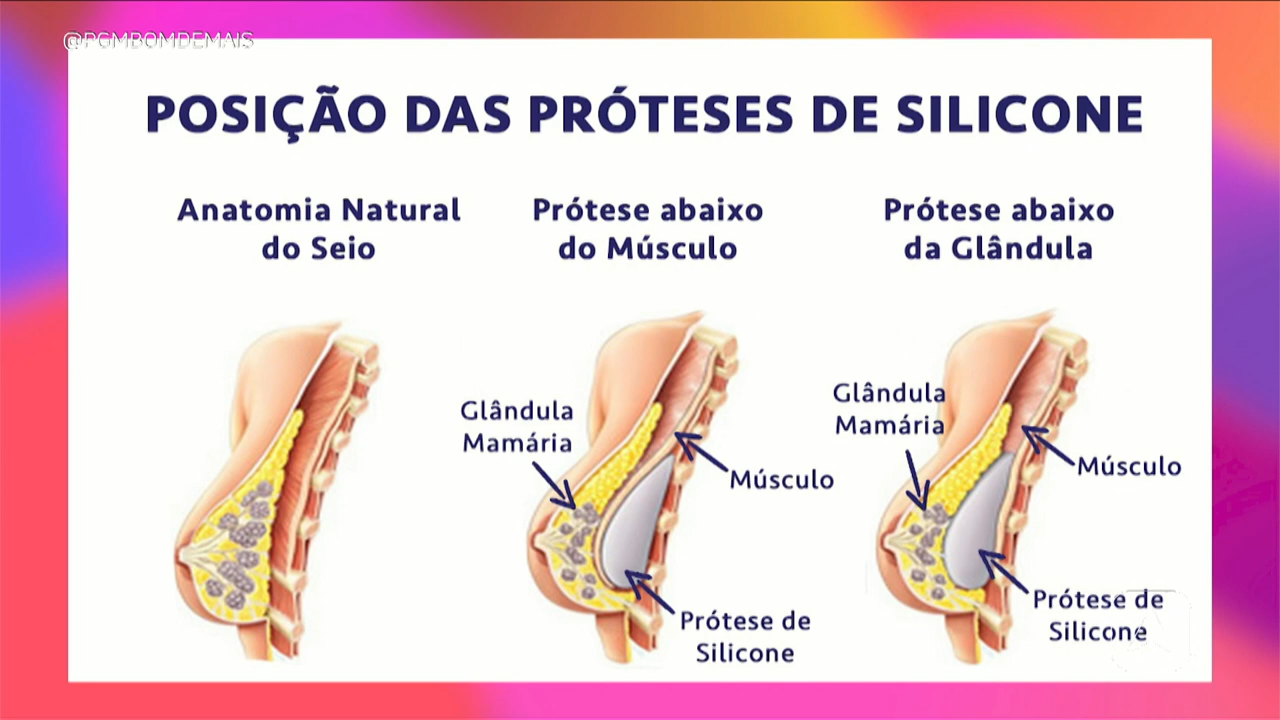 @PGMBOMDEMAIS
POSIÇÃO DAS PRÓTESES DE SILICONE
Anatomia Natural
do Seio
Prótese abaixo
do Músculo
Prótese abaixo
da Glândula
Glândula
Mamária
Músculo
Prótese de
Silicone
Glândula
Mamária
Músculo
Prótese de
Silicone